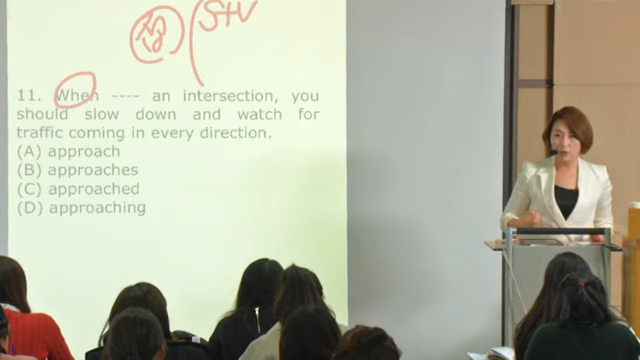 접 S+V
11. When ---- an intersection, you
should slow down and watch for
traffic coming in every direction.
(A) approach
(B) approaches
(C) approached
(D) approaching